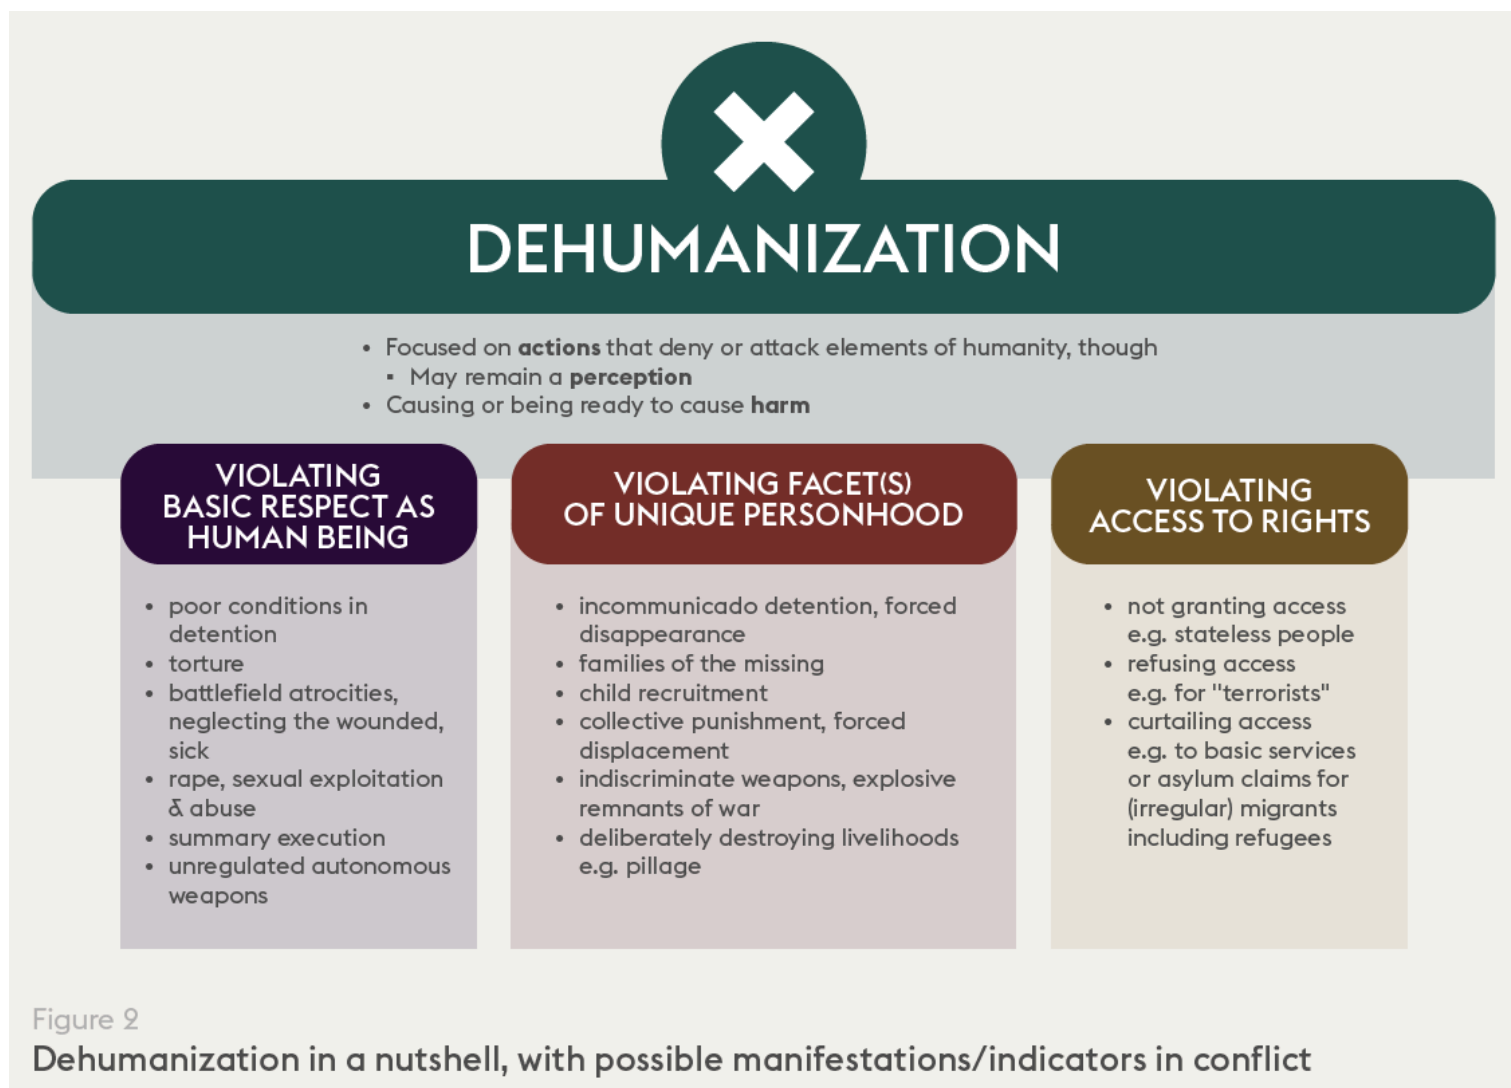 DEHUMANIZATION
• Focused on actions that deny or attack elements of humanity, though
▪ May remain a perception
• Causing or being ready to cause harm
VIOLATING
BASIC RESPECT AS
HUMAN BEING
• poor conditions in
detention
• torture
• battlefield atrocities,
neglecting the wounded,
sick
• rape, sexual exploitation
& abuse
• summary execution
• unregulated autonomous
weapons
VIOLATING FACET(S)
OF UNIQUE PERSONHOOD
• incommunicado detention, forced
disappearance
• families of the missing
• child recruitment
• collective punishment, forced
displacement
• indiscriminate weapons, explosive
remnants of war
• deliberately destroying livelihoods
e.g. pillage
VIOLATING
ACCESS TO RIGHTS
• not granting access
e.g. stateless people
• refusing access
e.g. for "terrorists"
• curtailing access
e.g. to basic services
or asylum claims for
(irregular) migrants
including refugees
Figure 2
Dehumanization in a nutshell, with possible manifestations/indicators in conflict